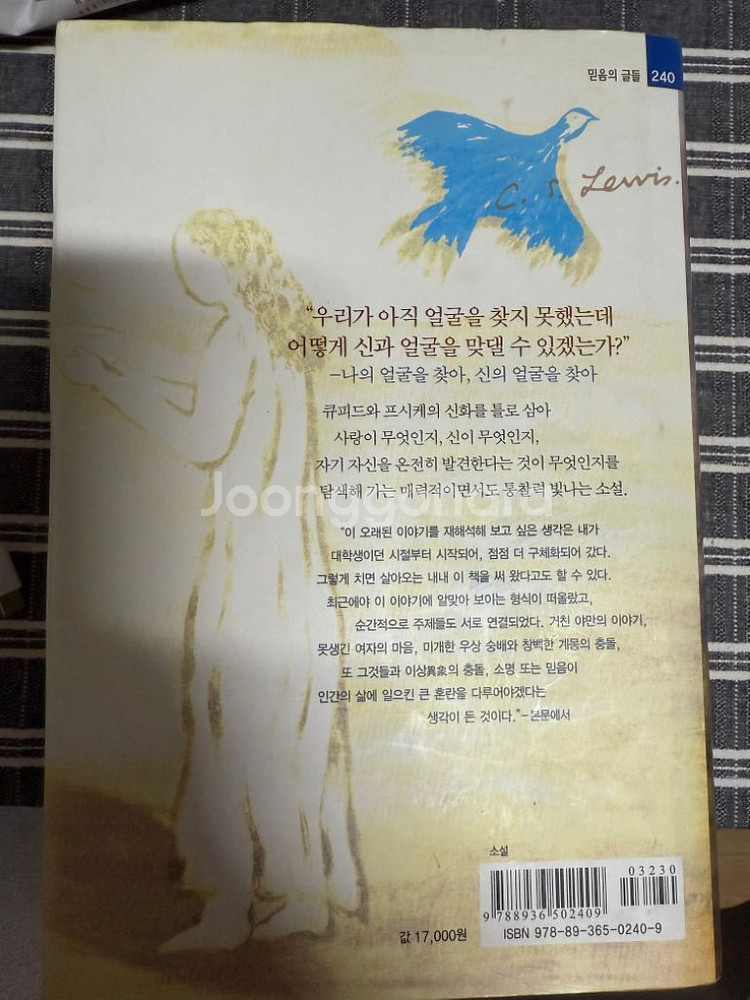 믿음의 글들 240
C. S. Lewis.
“우리가 아직 얼굴을 찾지 못했는데
어떻게 신과 얼굴을 맞댈 수 있겠는가?”
–나의 얼굴을 찾아, 신의 얼굴을 찾아
큐피드와 프시케의 신화를 틀로 삼아
사랑이 무엇인지, 신이 무엇인지,
자기 자신을 온전히 발견한다는 것이 무엇인지를
탐색해 가는 매력적이면서도 통찰력 빛나는 소설.
Joonggonara
“이 오래된 이야기를 재해석해 보고 싶은 생각은 내가
대학생이던 시절부터 시작되어, 점점 더 구체화되어 갔다.
그렇게 치면 살아오는 내내 이 책을 써 왔다고도 할 수 있다.
최근에야 이 이야기에 알맞아 보이는 형식이 떠올랐고,
순간적으로 주제들도 서로 연결되었다. 거친 야만의 이야기,
못생긴 여자의 마음, 미개한 우상 숭배와 창백한 계몽의 충돌,
또 그것들과 이상異象의 충돌, 소명 또는 믿음이
인간의 삶에 일으킨 큰 혼란을 다루어야겠다는
생각이 든 것이다.”–본문에서
Joonggonara
소설
03230
9 788936 502409
값 17,000원
ISBN 978-89-365-0240-9